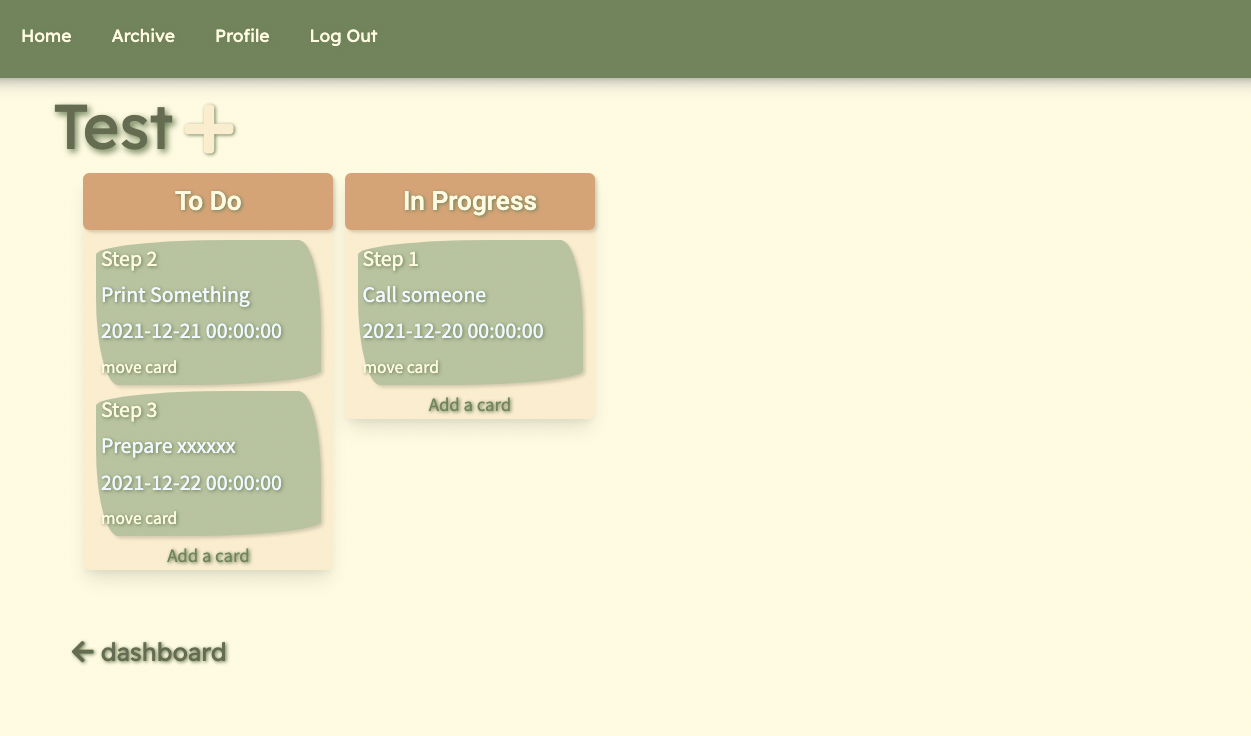 Home Archive Profile Log Out
Test
To Do
Step 2
Print Something
2021-12-21 00:00:00
move card
Step 3
Prepare xxxxxx
2021-12-22 00:00:00
move card
Add a card
In Progress
Step 1
Call someone
2021-12-20 00:00:00
move card
Add a card
dashboard